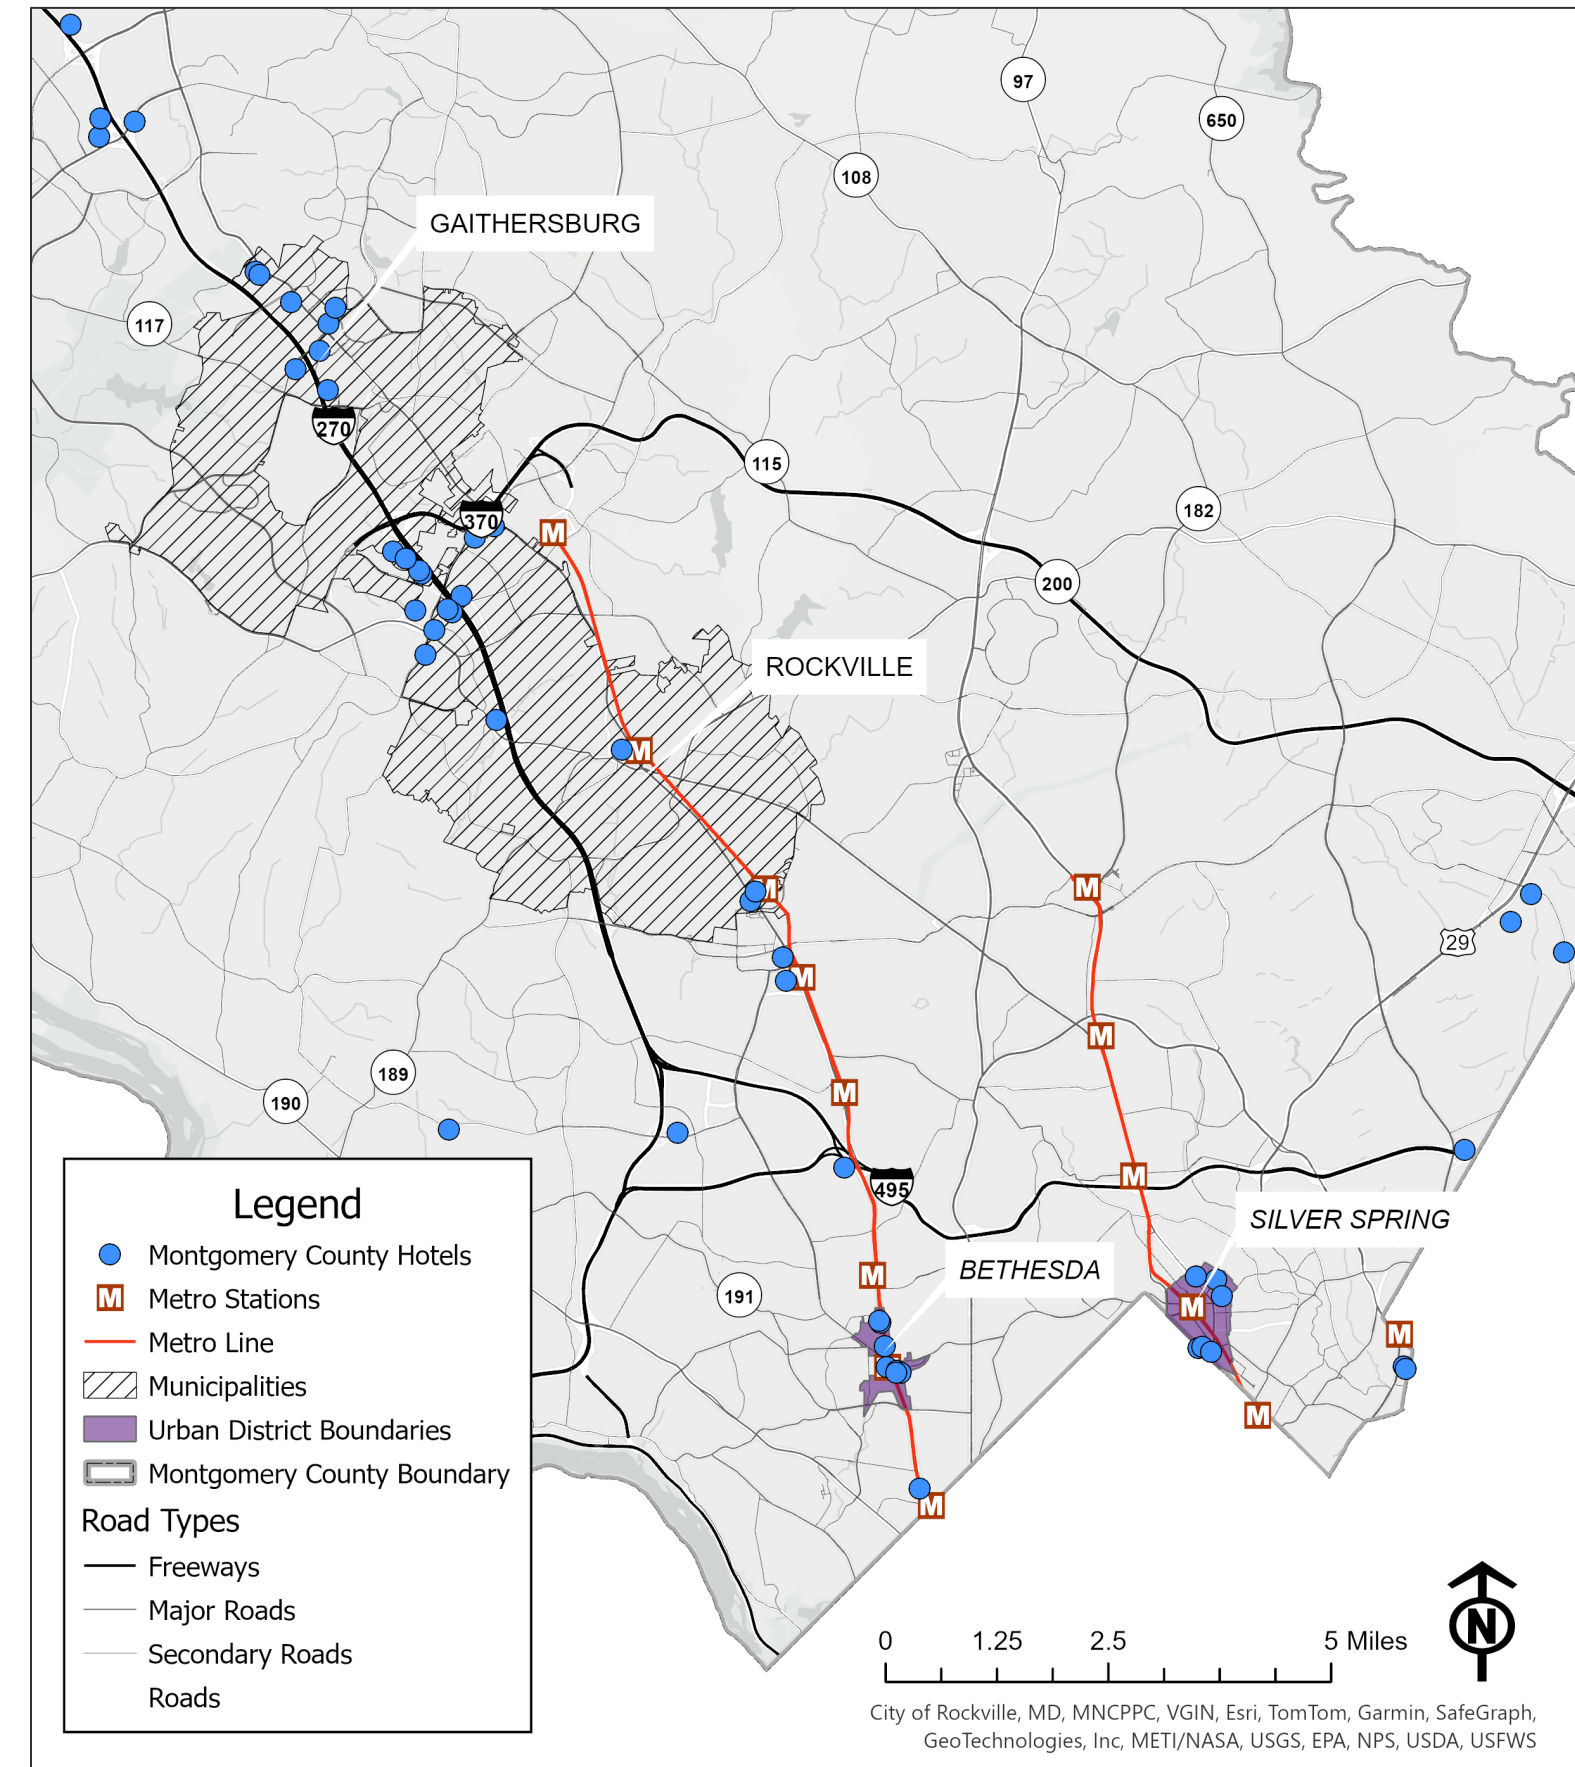 97
650
108
GAITHERSBURG
117
270
115
370
182
200
ROCKVILLE
29
189
190
495
SILVER SPRING
BETHESDA
191
M
M
M
M
M
M
M
M
M
M
M
M
M
M
Legend
Montgomery County Hotels
M Metro Stations
Metro Line
Municipalities
Urban District Boundaries
Montgomery County Boundary
Road Types
Freeways
Major Roads
Secondary Roads
Roads
0 1.25 2.5 5 Miles
N
City of Rockville, MD, MNCPPC, VGIN, Esri, TomTom, Garmin, SafeGraph,
GeoTechnologies, Inc, METI/NASA, USGS, EPA, NPS, USDA, USFWS